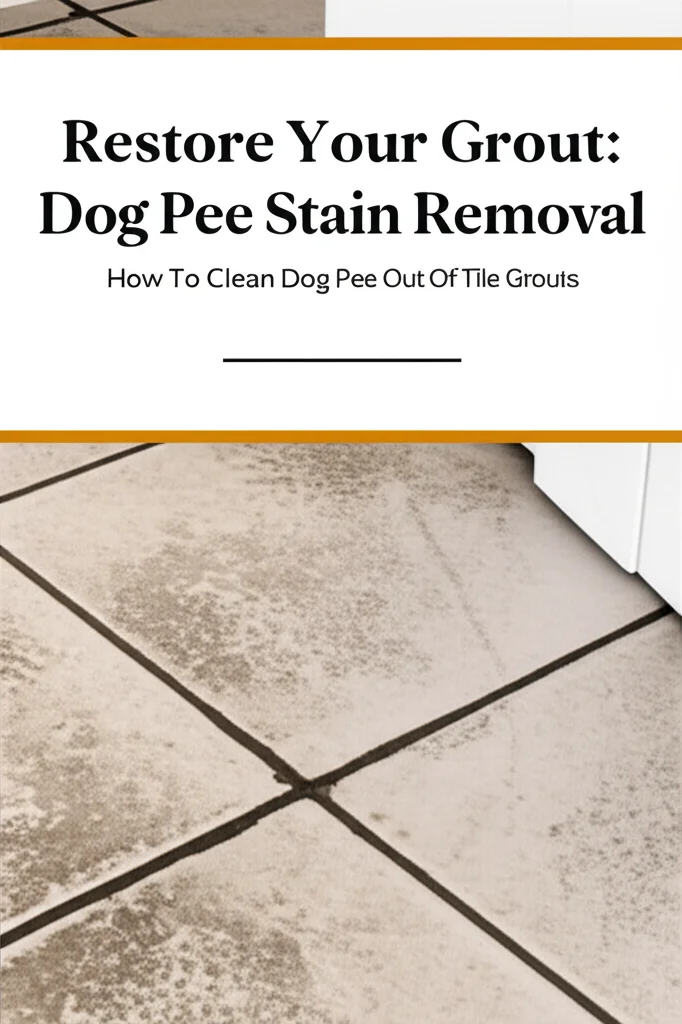 Restore Your Grout:
Dog Pee Stain Removal
How To Clean Dog Pee Out Of Tile Grouts